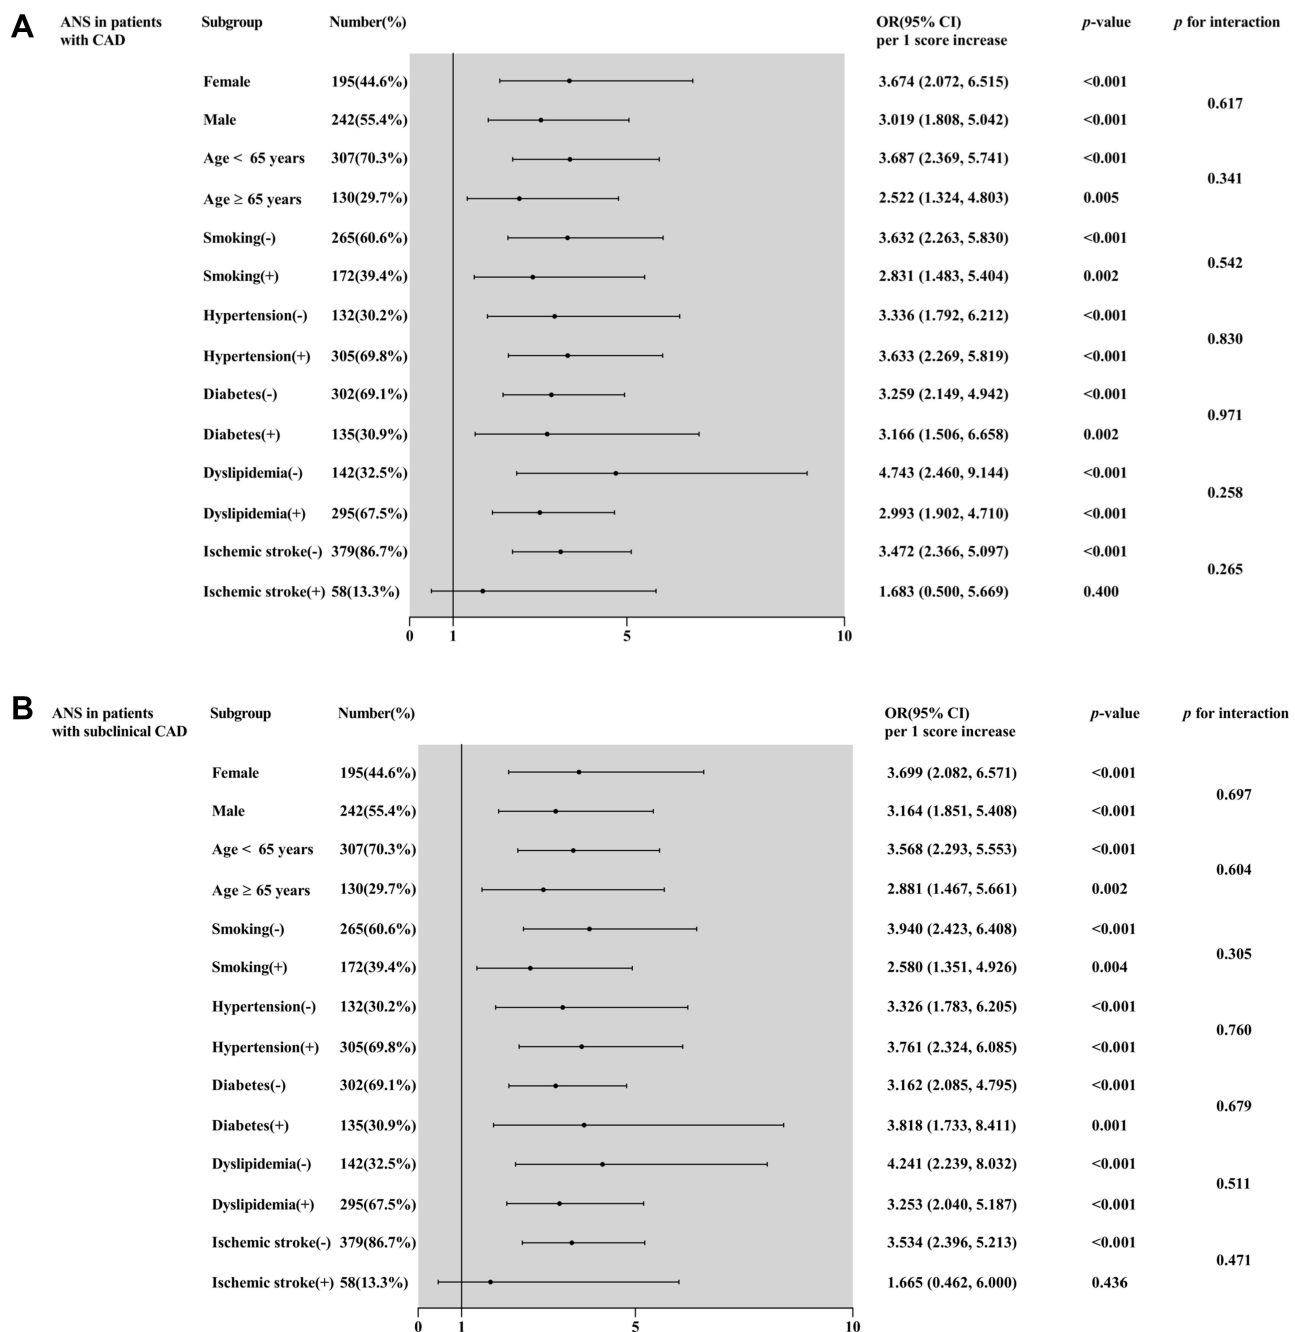 A
ANS in patients with CAD Subgroup Number(%) OR(95% CI) per 1 score increase p-value p for interaction
Female 195(44.6%) 3.674 (2.072, 6.515) <0.001
0.617
Male 242(55.4%) 3.019 (1.808, 5.042) <0.001
Age < 65 years 307(70.3%) 3.687 (2.369, 5.741) <0.001
0.341
Age ≥ 65 years 130(29.7%) 2.522 (1.324, 4.803) 0.005
Smoking(-) 265(60.6%) 3.632 (2.263, 5.830) <0.001
0.542
Smoking(+) 172(39.4%) 2.831 (1.483, 5.404) 0.002
Hypertension(-) 132(30.2%) 3.336 (1.792, 6.212) <0.001
0.830
Hypertension(+) 305(69.8%) 3.633 (2.269, 5.819) <0.001
Diabetes(-) 302(69.1%) 3.259 (2.149, 4.942) <0.001
0.971
Diabetes(+) 135(30.9%) 3.166 (1.506, 6.658) 0.002
Dyslipidemia(-) 142(32.5%) 4.743 (2.460, 9.144) <0.001
0.258
Dyslipidemia(+) 295(67.5%) 2.993 (1.902, 4.710) <0.001
Ischemic stroke(-) 379(86.7%) 3.472 (2.366, 5.097) <0.001
0.265
Ischemic stroke(+) 58(13.3%) 1.683 (0.500, 5.669) 0.400
0 1 5 10
B
ANS in patients with subclinical CAD Subgroup Number(%) OR(95% CI) per 1 score increase p-value p for interaction
Female 195(44.6%) 3.699 (2.082, 6.571) <0.001
0.697
Male 242(55.4%) 3.164 (1.851, 5.408) <0.001
Age < 65 years 307(70.3%) 3.568 (2.293, 5.553) <0.001
0.604
Age ≥ 65 years 130(29.7%) 2.881 (1.467, 5.661) 0.002
Smoking(-) 265(60.6%) 3.940 (2.423, 6.408) <0.001
0.305
Smoking(+) 172(39.4%) 2.580 (1.351, 4.926) 0.004
Hypertension(-) 132(30.2%) 3.326 (1.783, 6.205) <0.001
0.760
Hypertension(+) 305(69.8%) 3.761 (2.324, 6.085) <0.001
Diabetes(-) 302(69.1%) 3.162 (2.085, 4.795) <0.001
0.679
Diabetes(+) 135(30.9%) 3.818 (1.733, 8.411) 0.001
Dyslipidemia(-) 142(32.5%) 4.241 (2.239, 8.032) <0.001
0.511
Dyslipidemia(+) 295(67.5%) 3.253 (2.040, 5.187) <0.001
Ischemic stroke(-) 379(86.7%) 3.534 (2.396, 5.213) <0.001
0.471
Ischemic stroke(+) 58(13.3%) 1.665 (0.462, 6.000) 0.436
0 1 5 10